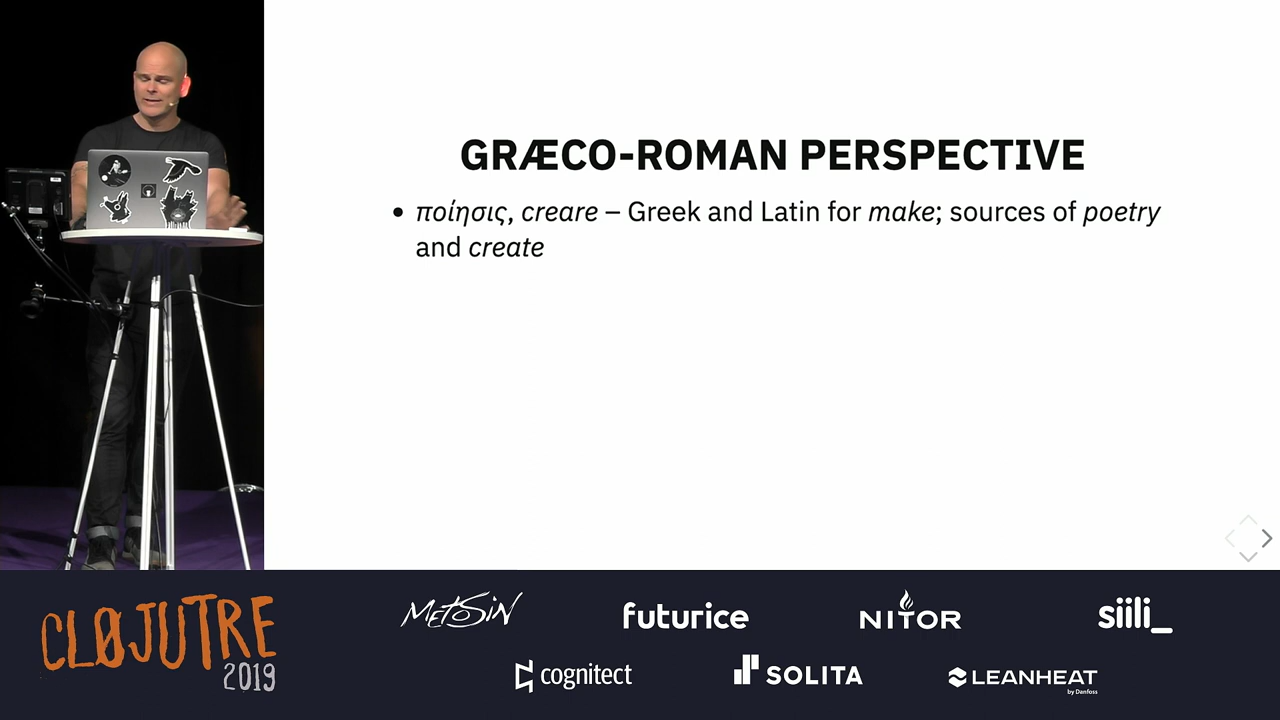 GRÆCO-ROMAN PERSPECTIVE
• ποίησις, creare – Greek and Latin for make; sources of poetry
and create
CLØJUTRE
2019
METOSIN
futurice
NITOR
siili_
cognitect
SOLITA
LEANHEAT
by Danfoss